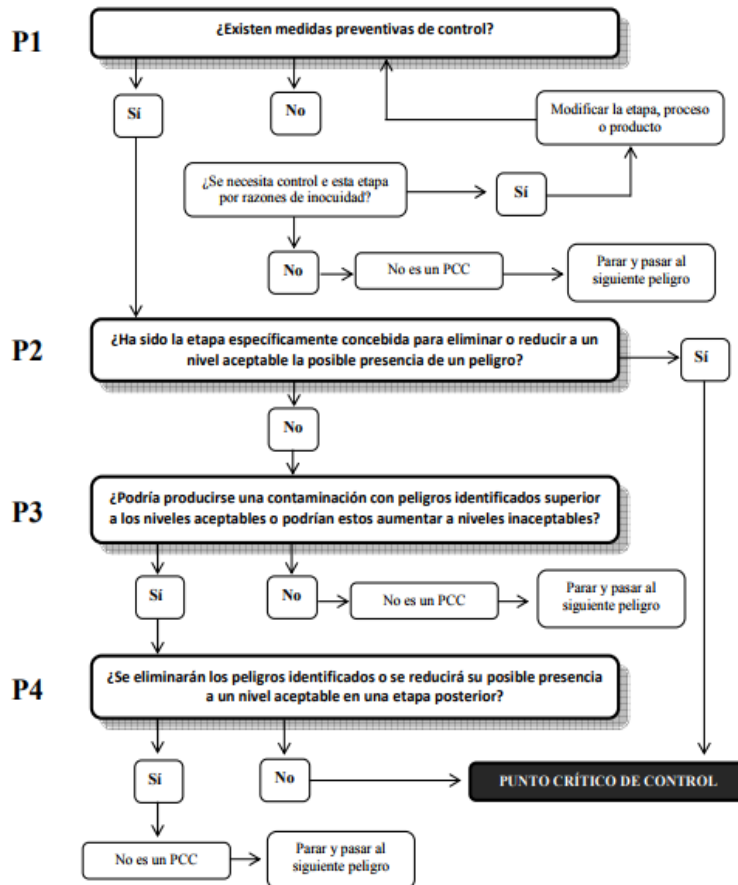 P1
¿Existen medidas preventivas de control?
Sí
No
Modificar la etapa, proceso
o producto
¿Se necesita control e esta etapa
por razones de inocuidad?
Sí
No
No es un PCC
Parar y pasar al
siguiente peligro
P2
¿Ha sido la etapa específicamente concebida para eliminar o reducir a un
nivel aceptable la posible presencia de un peligro?
Sí
No
P3
¿Podría producirse una contaminación con peligros identificados superior
a los niveles aceptables o podrían estos aumentar a niveles inaceptables?
Sí
No
No es un PCC
Parar y pasar al
siguiente peligro
P4
¿Se eliminarán los peligros identificados o se reducirá su posible presencia
a un nivel aceptable en una etapa posterior?
Sí
No
PUNTO CRÍTICO DE CONTROL
No es un PCC
Parar y pasar al
siguiente peligro